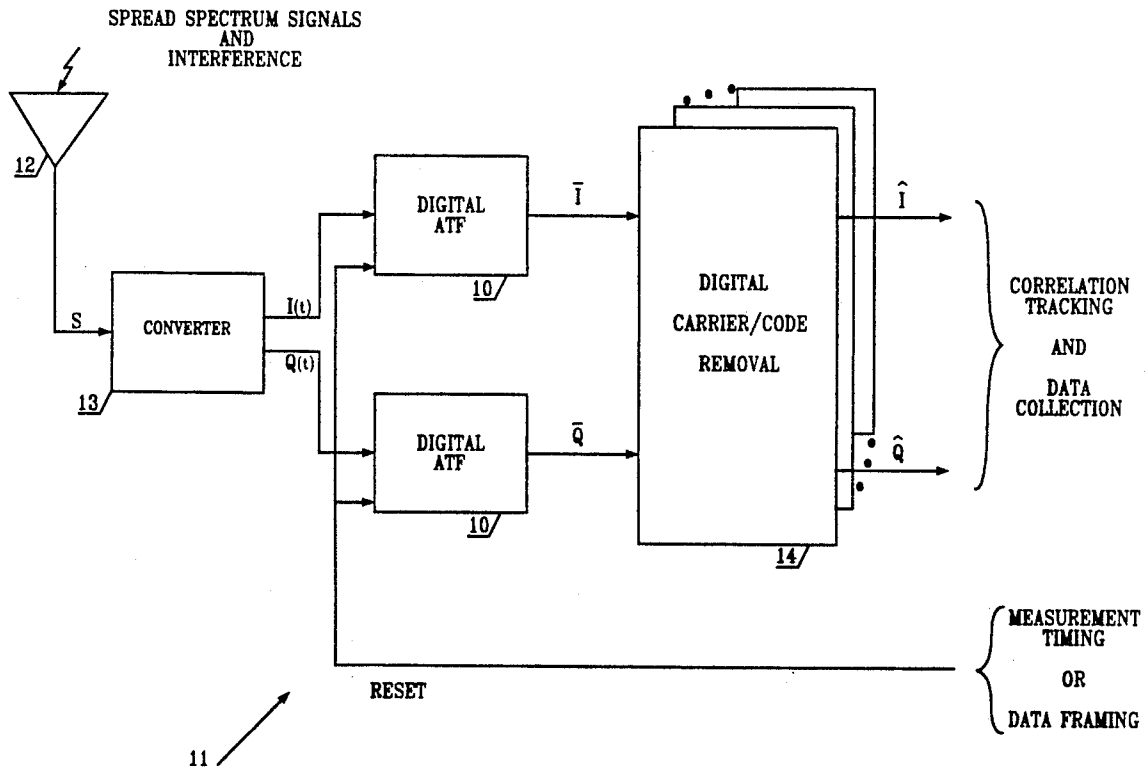 SPREAD SPECTRUM SIGNALS
AND
INTERFERENCE
12
S
CONVERTER
13
I(t)
Q(t)
DIGITAL
ATF
10
Ī
DIGITAL
ATF
10
Q̄
DIGITAL
CARRIER/CODE
REMOVAL
14
Î
Q̂
CORRELATION
TRACKING
AND
DATA
COLLECTION
RESET
MEASUREMENT
TIMING
OR
DATA FRAMING
11